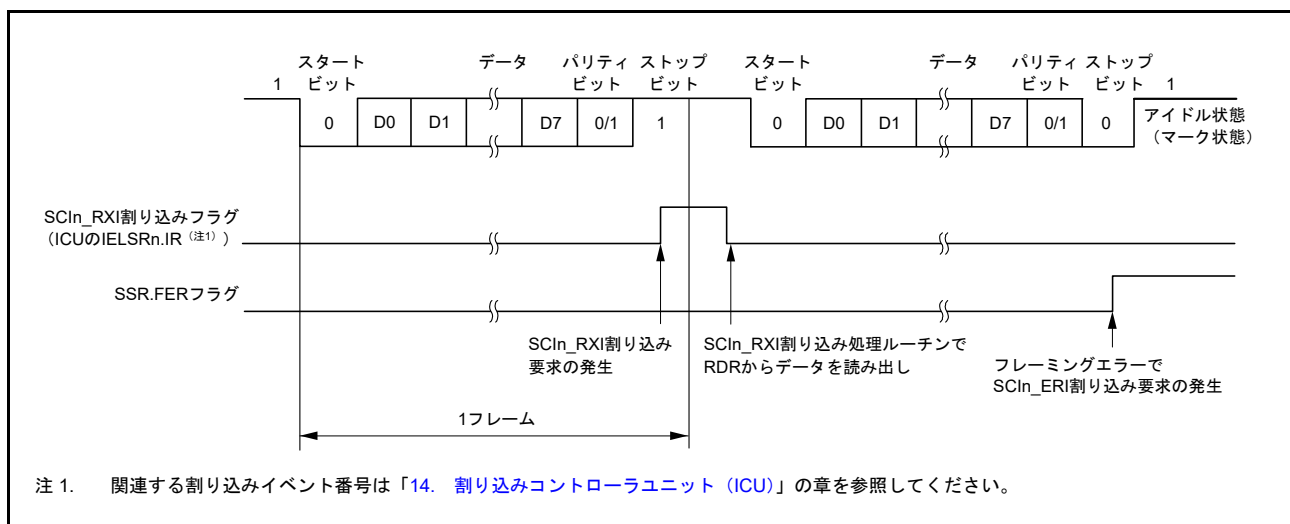 スタート データ パリティ ストップ スタート データ パリティ ストップ
1 ビット ビット ビット ビット ビット ビット 1
0 D0 D1 D7 0/1 1 0 D0 D1 D7 0/1 0 アイドル状態
（マーク状態）
SCIn_RXI割り込みフラグ
（ICUのIELSRn.IR（注1））
SSR.FERフラグ
SCIn_RXI割り込み
要求の発生
SCIn_RXI割り込み処理ルーチンで
RDRからデータを読み出し
フレーミングエラーで
SCIn_ERI割り込み要求の発生
1フレーム
注 1. 関連する割り込みイベント番号は「14. 割り込みコントローラユニット（ICU）」の章を参照してください。